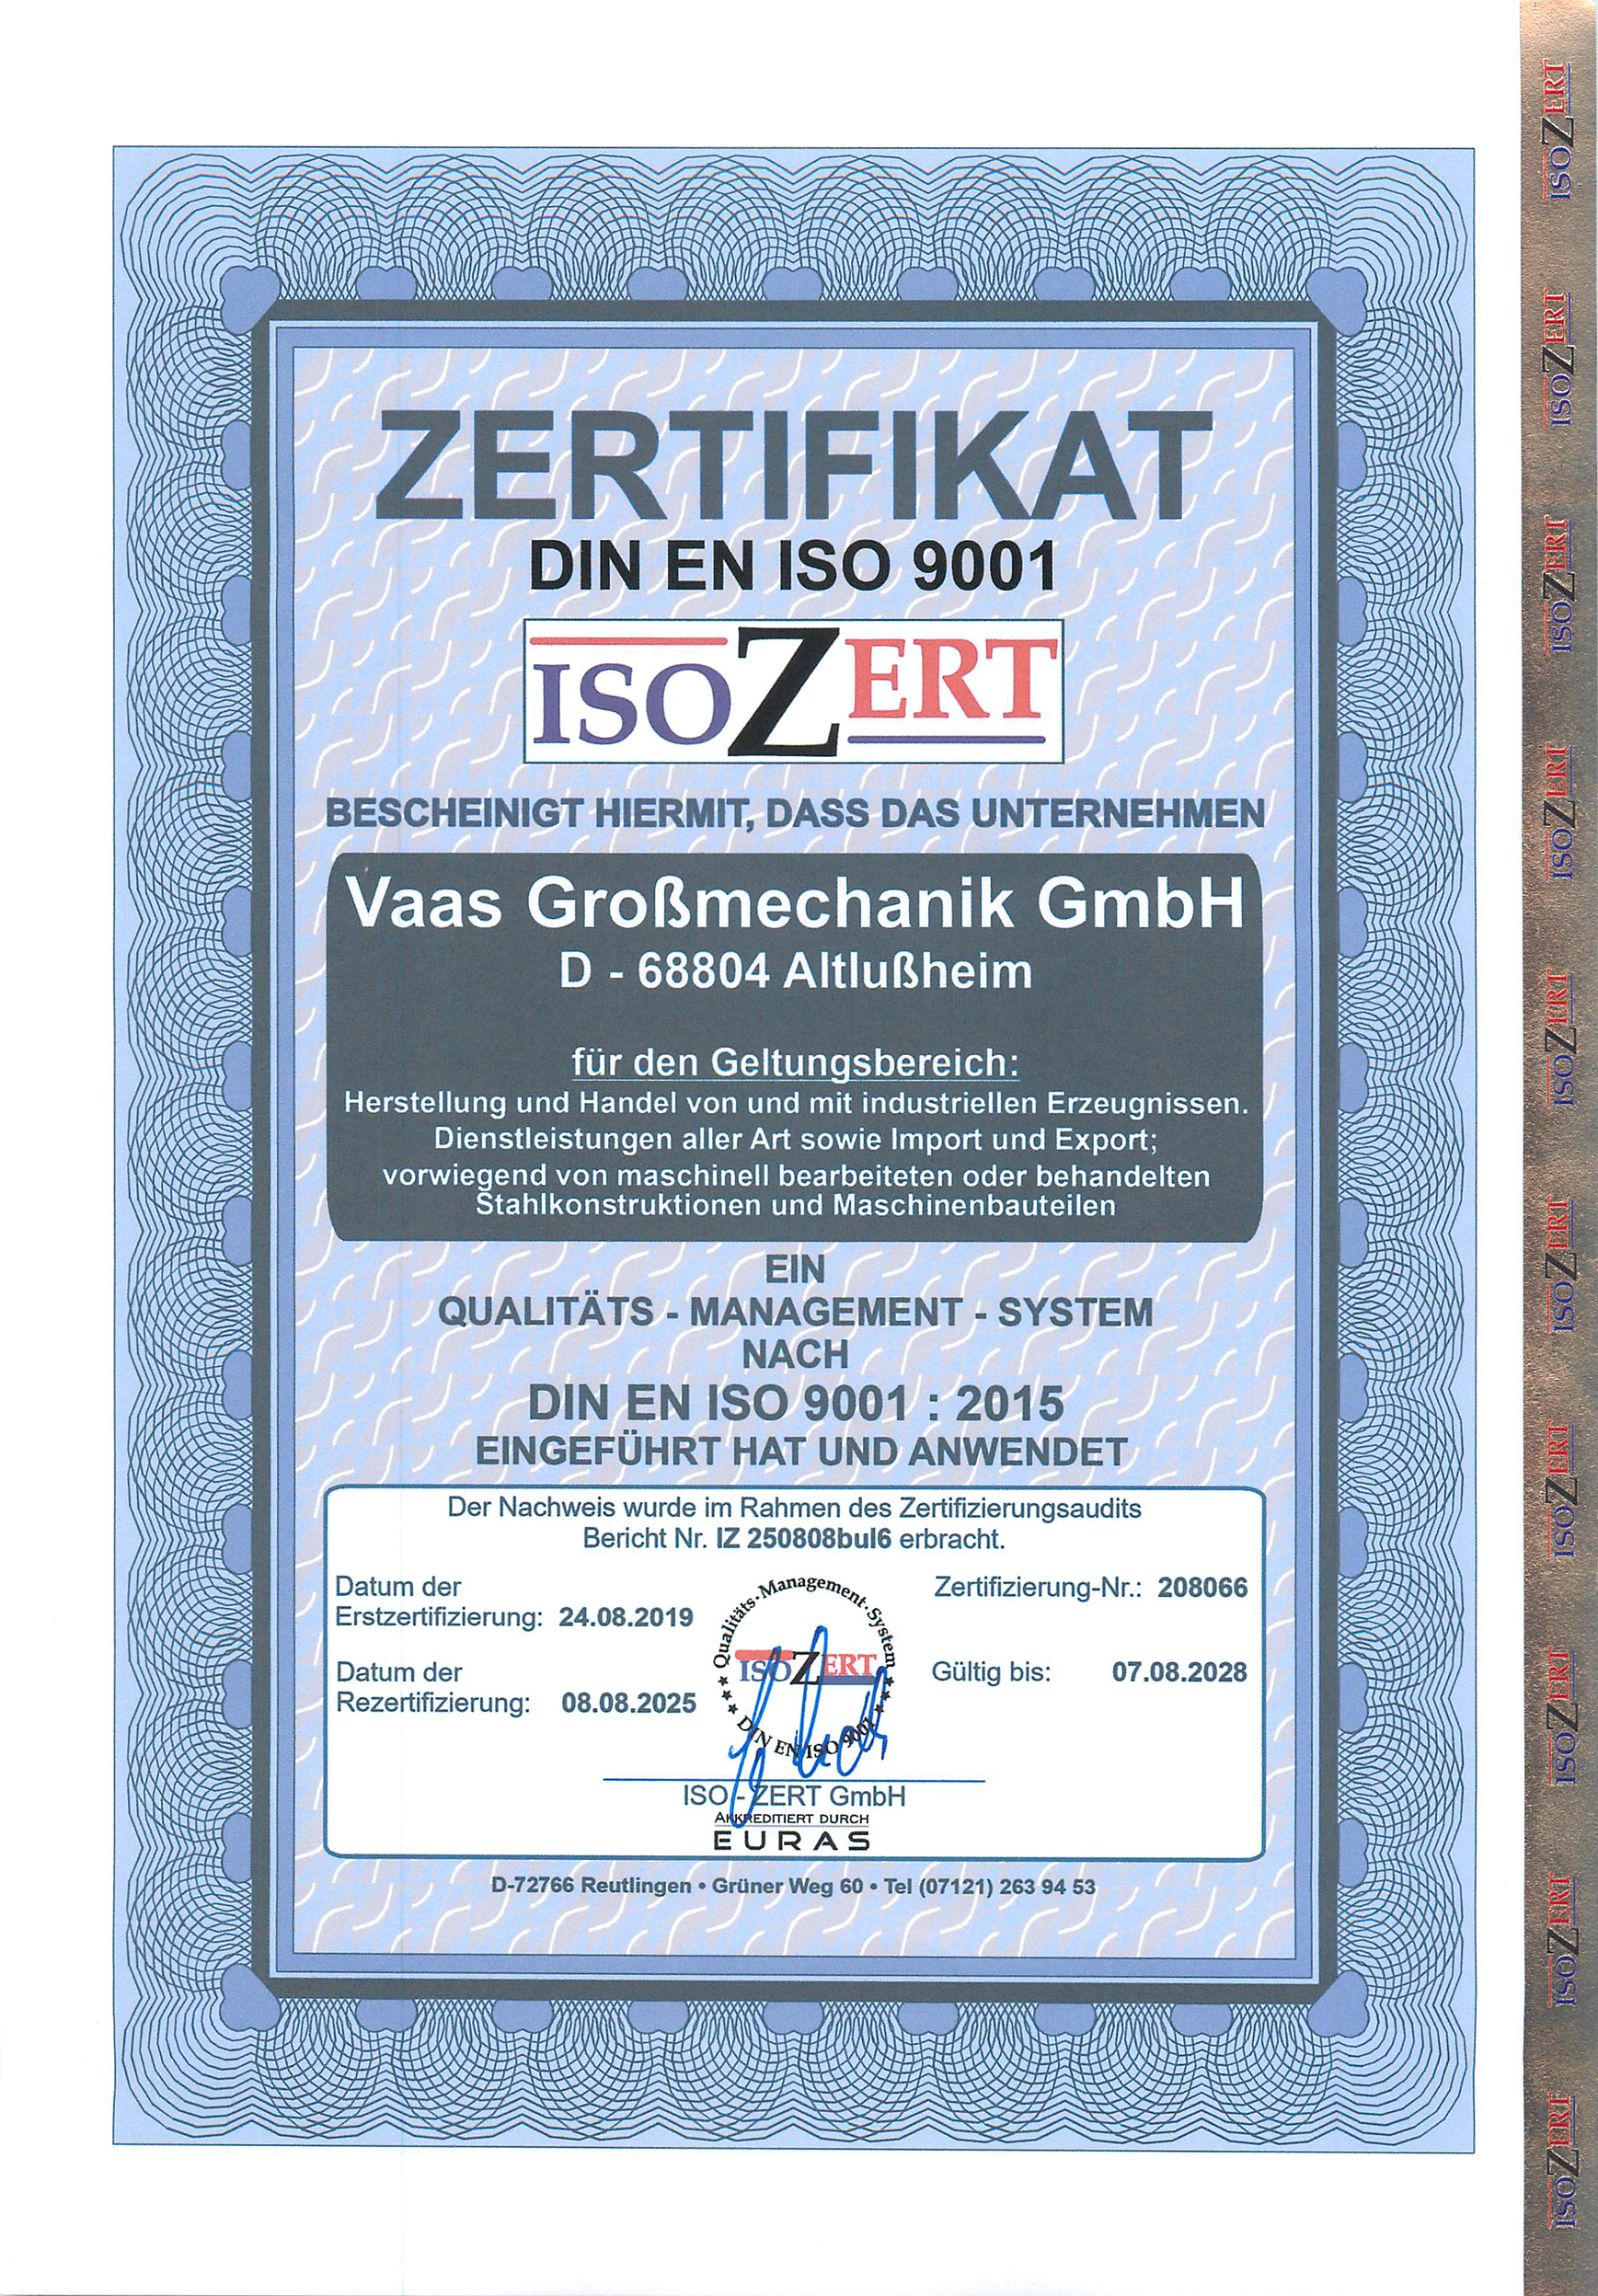 ZERTIFIKAT
DIN EN ISO 9001
ISOZERT
BESCHEINIGT HIERMIT, DASS DAS UNTERNEHMEN
Vaas Großmechanik GmbH
D - 68804 Altlußheim
für den Geltungsbereich:
Herstellung und Handel von und mit industriellen Erzeugnissen.
Dienstleistungen aller Art sowie Import und Export;
vorwiegend von maschinell bearbeiteten oder behandelten
Stahlkonstruktionen und Maschinenbauteilen
EIN
QUALITÄTS - MANAGEMENT - SYSTEM
NACH
DIN EN ISO 9001 : 2015
EINGEFÜHRT HAT UND ANWENDET
Der Nachweis wurde im Rahmen des Zertifizierungsaudits
Bericht Nr. IZ 250808bul6 erbracht.
Datum der
Erstzertifizierung: 24.08.2019
Datum der
Rezertifizierung: 08.08.2025
Qualitäts-Management-System
ISOZERT
DIN EN ISO 9001
Zertifizierung-Nr.: 208066
Gültig bis: 07.08.2028
ISO - ZERT GmbH
AKKREDITIERT DURCH
EURAS
D-72766 Reutlingen • Grüner Weg 60 • Tel (07121) 263 94 53
ISOZERT
ISOZERT
ISOZERT
ISOZERT
ISOZERT
ISOZERT
ISOZERT
ISOZERT
ISOZERT
ISOZERT